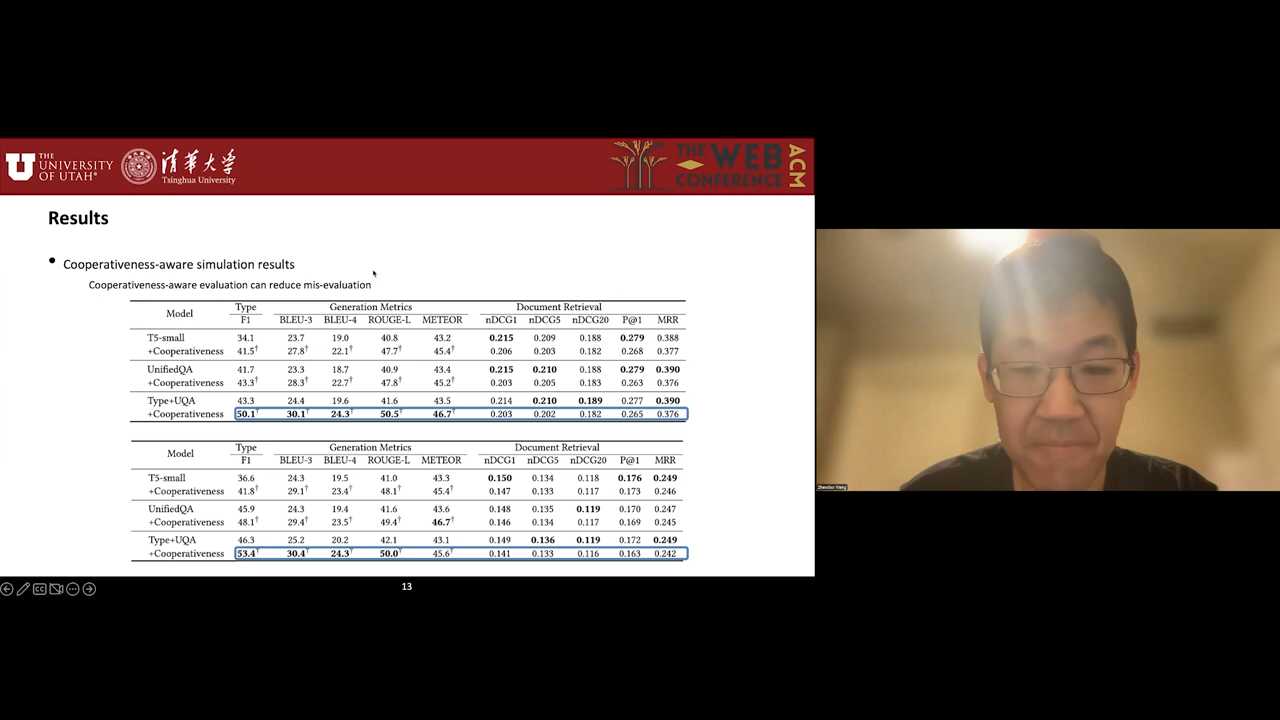 THE UNIVERSITY OF UTAH®
清华大学
Tsinghua University
THE WEB CONFERENCE
ACM
Results
• Cooperativeness-aware simulation results
Cooperativeness-aware evaluation can reduce mis-evaluation
Model Type Generation Metrics Document Retrieval
F1 BLEU-3 BLEU-4 ROUGE-L METEOR nDCG1 nDCG5 nDCG20 P@1 MRR
T5-small 34.1 23.7 19.0 40.8 43.2 0.215 0.209 0.188 0.279 0.388
+Cooperativeness 41.5† 27.8† 22.1† 47.7† 45.4† 0.206 0.203 0.182 0.268 0.377
UnifiedQA 41.7 23.3 18.7 40.9 43.4 0.215 0.210 0.188 0.279 0.390
+Cooperativeness 43.3† 28.3† 22.7† 47.8† 45.2† 0.203 0.205 0.183 0.263 0.376
Type+UQA 43.3 24.4 19.6 41.6 43.5 0.214 0.210 0.189 0.277 0.390
+Cooperativeness 50.1† 30.1† 24.3† 50.5† 46.7† 0.203 0.202 0.182 0.265 0.376
Model Type Generation Metrics Document Retrieval
F1 BLEU-3 BLEU-4 ROUGE-L METEOR nDCG1 nDCG5 nDCG20 P@1 MRR
T5-small 36.6 24.3 19.5 41.0 43.3 0.150 0.134 0.118 0.176 0.249
+Cooperativeness 41.8† 29.1† 23.4† 48.1† 45.4† 0.147 0.133 0.117 0.173 0.246
UnifiedQA 45.9 24.3 19.4 41.6 43.6 0.148 0.135 0.119 0.170 0.247
+Cooperativeness 48.1† 29.4† 23.5† 49.4† 46.7† 0.146 0.134 0.117 0.169 0.245
Type+UQA 46.3 25.2 20.2 42.1 43.1 0.149 0.136 0.119 0.172 0.249
+Cooperativeness 53.4† 30.4† 24.3† 50.0† 45.6† 0.141 0.133 0.116 0.163 0.242
13
Zhenduo Wang